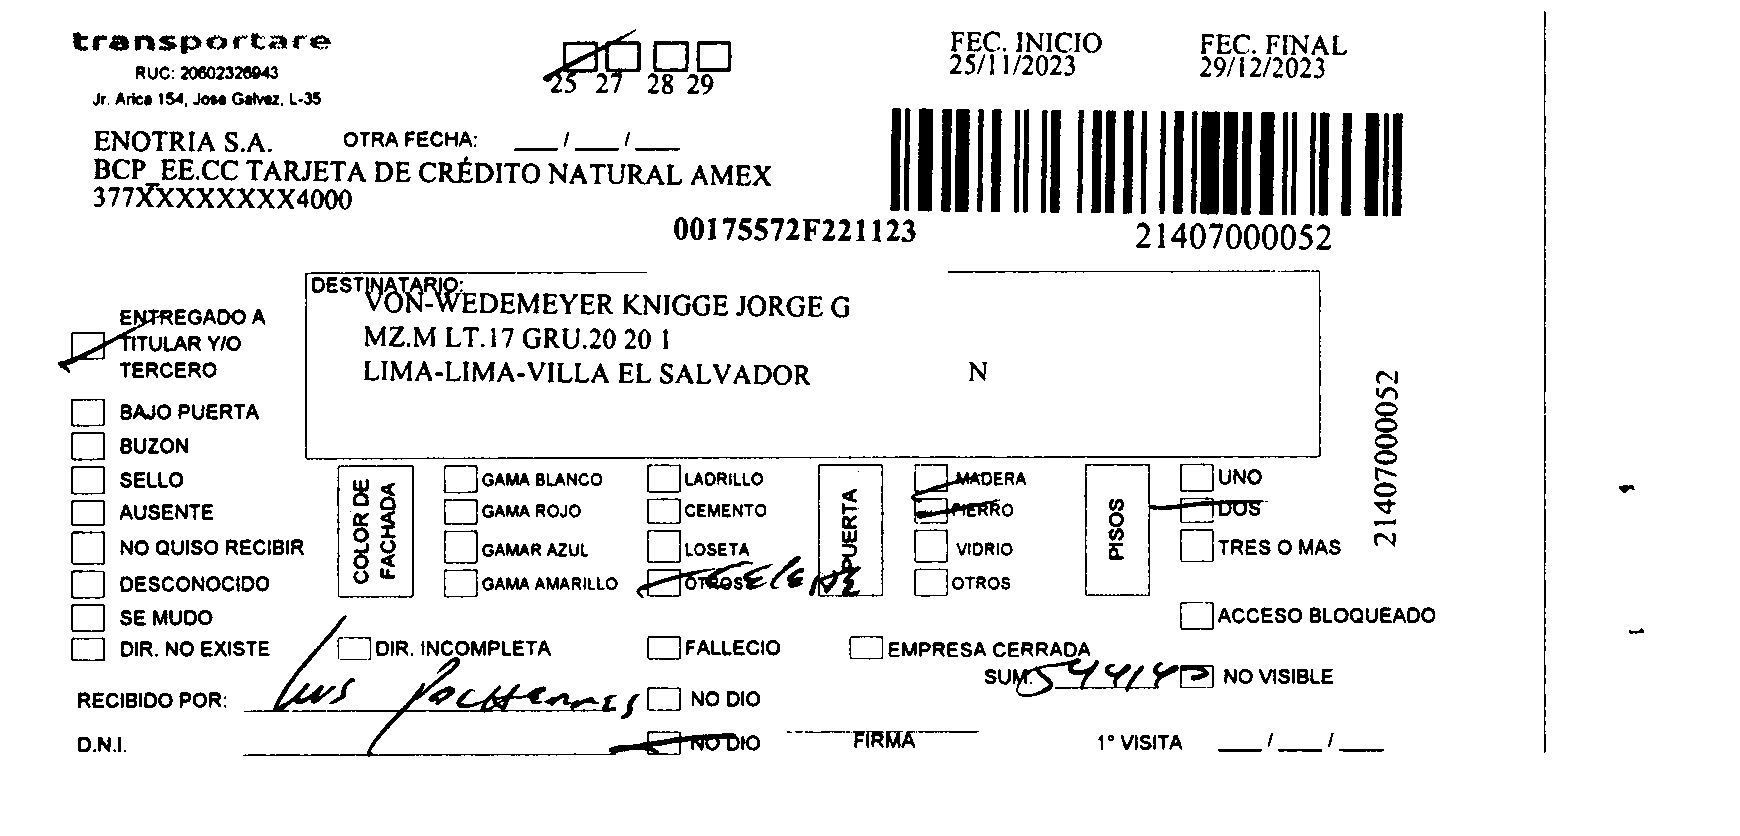 transportare
RUC: 20602326943
Jr. Arica 154, Jose Galvez, L-35
25 27 28 29
FEC. INICIO
25/11/2023
FEC. FINAL
29/12/2023
ENOTRIA S.A. OTRA FECHA: ___/___/___
BCP_EE.CC TARJETA DE CRÉDITO NATURAL AMEX
377XXXXXXXX4000
00175572F221123
21407000052
DESTINATARIO:
VON-WEDEMEYER KNIGGE JORGE G
MZ.M LT.17 GRU.20 20 1
LIMA-LIMA-VILLA EL SALVADOR N
21407000052
ENTREGADO A
TITULAR Y/O
TERCERO
BAJO PUERTA
BUZON
SELLO
AUSENTE
NO QUISO RECIBIR
DESCONOCIDO
SE MUDO
DIR. NO EXISTE
COLOR DE
FACHADA
GAMA BLANCO
GAMA ROJO
GAMAR AZUL
GAMA AMARILLO
LADRILLO
CEMENTO
LOSETA
OTROS
PUERTA
MADERA
FIERRO
VIDRIO
OTROS
PISOS
UNO
DOS
TRES O MAS
ACCESO BLOQUEADO
DIR. INCOMPLETA
FALLECIO
EMPRESA CERRADA
SUM. 544140 NO VISIBLE
RECIBIDO POR: Luis NO DIO
D.N.I. NO DIO
FIRMA
1° VISITA ___/___/___